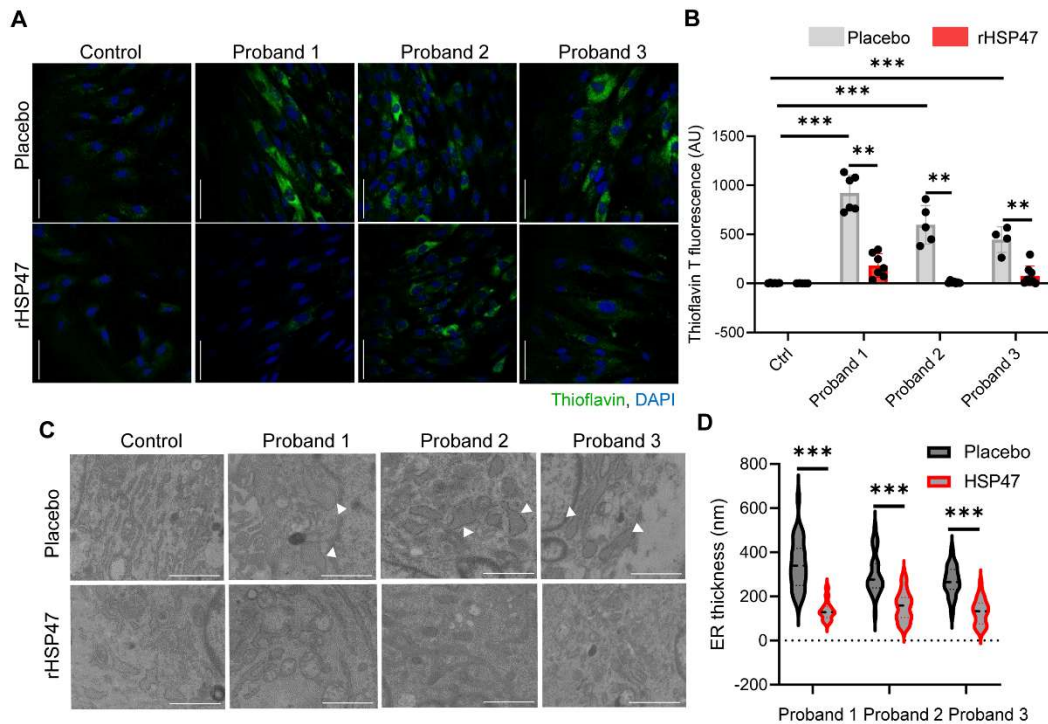 A
Control
Proband 1
Proband 2
Proband 3
Placebo
rHSP47
Thioflavin, DAPI
B
Placebo
rHSP47
***
***
***
**
**
**
Thioflavin T fluorescence (AU)
1500
1000
500
0
-500
Ctrl
Proband 1
Proband 2
Proband 3
C
Control
Proband 1
Proband 2
Proband 3
Placebo
rHSP47
D
Placebo
HSP47
***
***
***
ER thickness (nm)
800
600
400
200
0
-200
Proband 1 Proband 2 Proband 3